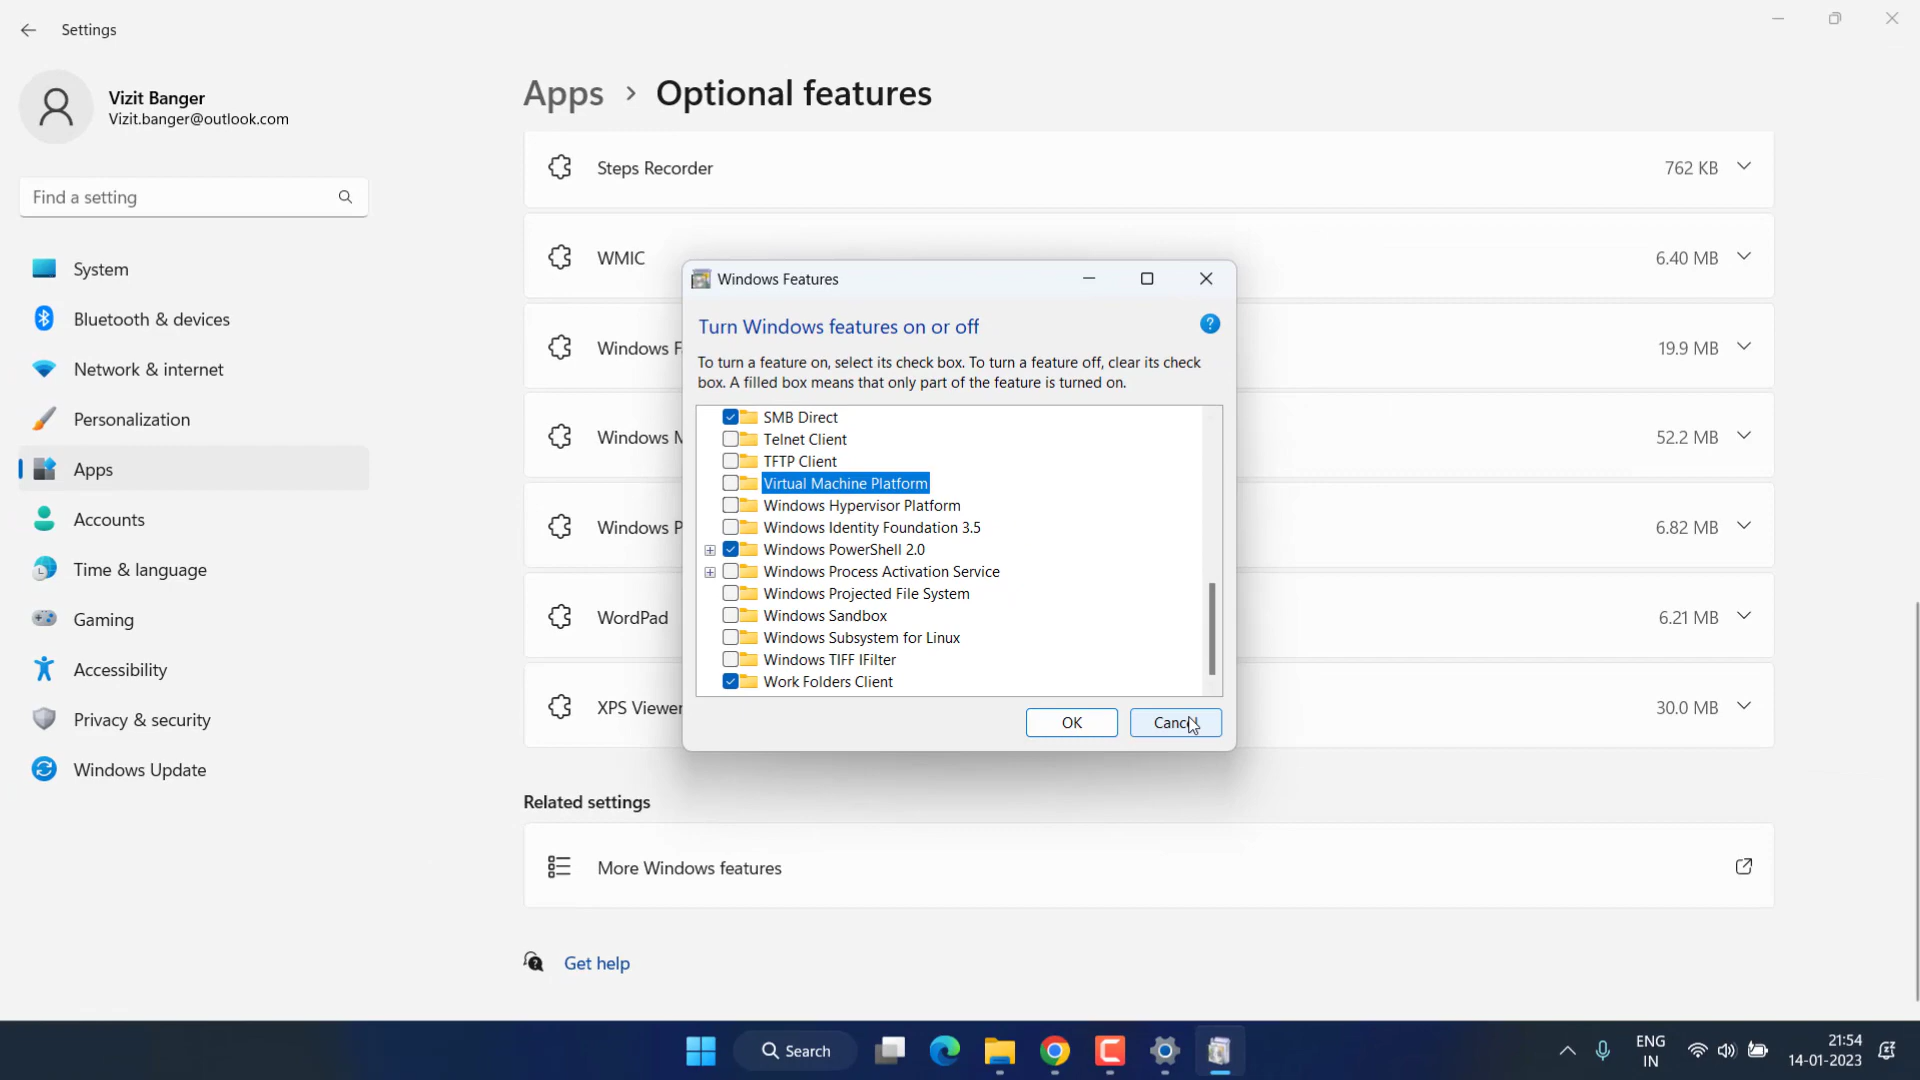 Settings
Vizit Banger
Vizit.banger@outlook.com
Find a setting
System
Bluetooth & devices
Network & internet
Personalization
Apps
Accounts
Time & language
Gaming
Accessibility
Privacy & security
Windows Update
Apps > Optional features
Steps Recorder 762 KB
WMIC 6.40 MB
Windows F 19.9 MB
Windows M 52.2 MB
Windows P 6.82 MB
WordPad 6.21 MB
XPS Viewer 30.0 MB
Windows Features
Turn Windows features on or off
To turn a feature on, select its check box. To turn a feature off, clear its check
box. A filled box means that only part of the feature is turned on.
SMB Direct
Telnet Client
TFTP Client
Virtual Machine Platform
Windows Hypervisor Platform
Windows Identity Foundation 3.5
Windows PowerShell 2.0
Windows Process Activation Service
Windows Projected File System
Windows Sandbox
Windows Subsystem for Linux
Windows TIFF IFilter
Work Folders Client
OK Cancel
Related settings
More Windows features
Get help
Search
ENG
IN
21:54
14-01-2023